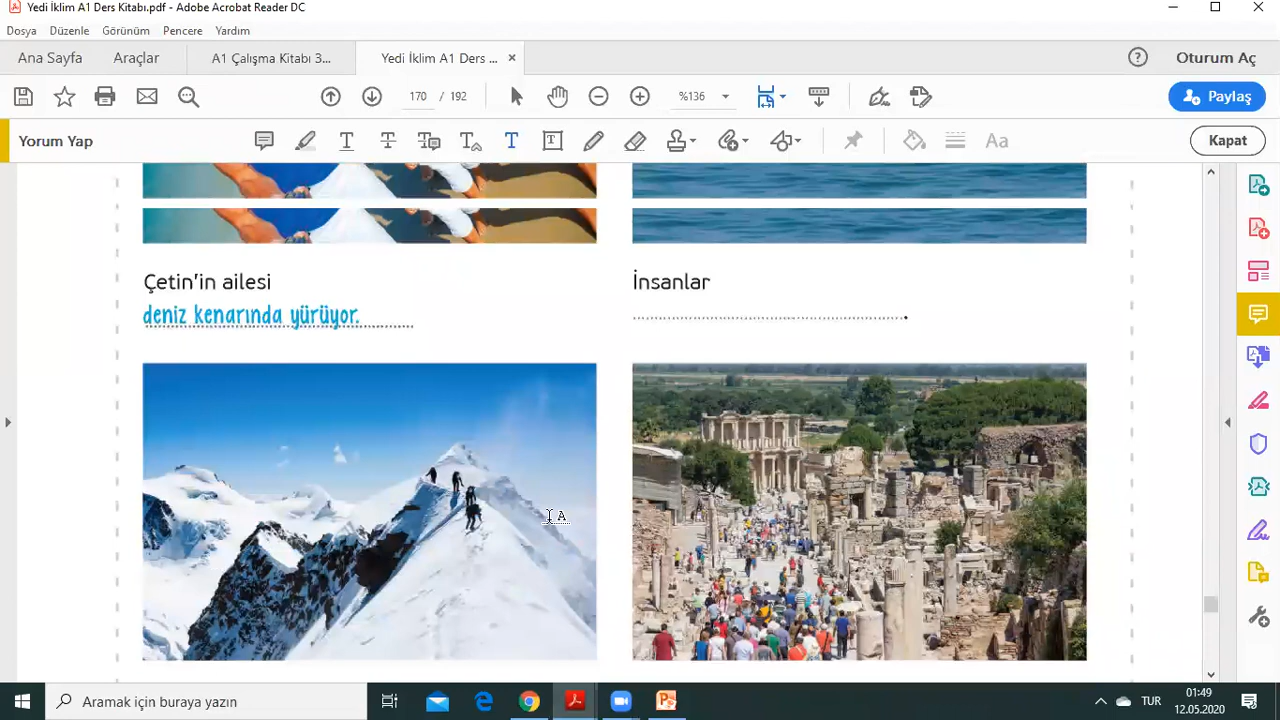 Yedi İklim A1 Ders Kitabı.pdf - Adobe Acrobat Reader DC
Dosya Düzenle Görünüm Pencere Yardım
Ana Sayfa Araçlar A1 Çalışma Kitabı 3... Yedi İklim A1 Ders ... Oturum Aç
170 / 192 %136 Paylaş
Yorum Yap Kapat
Çetin'in ailesi
deniz kenarında yürüyor.
İnsanlar
Aramak için buraya yazın
TUR
01:49
12.05.2020